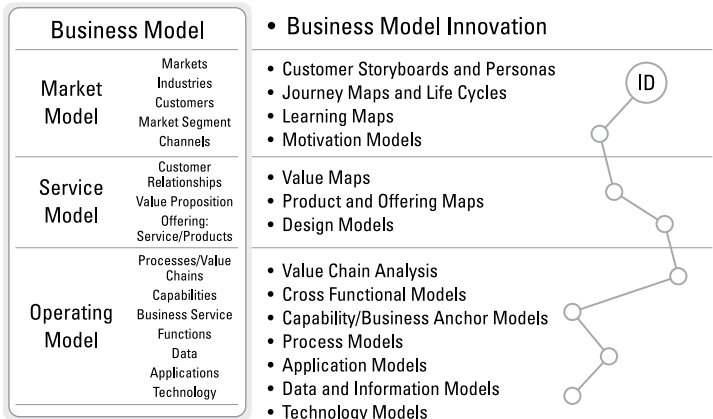 Business Model
• Business Model Innovation
Market
Model
Markets
Industries
Customers
Market Segment
Channels
• Customer Storyboards and Personas
• Journey Maps and Life Cycles
• Learning Maps
• Motivation Models
ID
Service
Model
Customer
Relationships
Value Proposition
Offering:
Service/Products
• Value Maps
• Product and Offering Maps
• Design Models
Operating
Model
Processes/Value
Chains
Capabilities
Business Service
Functions
Data
Applications
Technology
• Value Chain Analysis
• Cross Functional Models
• Capability/Business Anchor Models
• Process Models
• Application Models
• Data and Information Models
• Technology Models